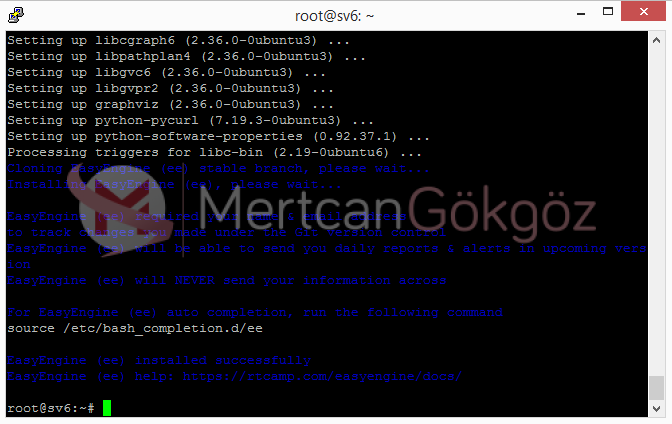 root@sv6: ~
Setting up libcgraph6 (2.36.0-0ubuntu3) ...
Setting up libpathplan4 (2.36.0-0ubuntu3) ...
Setting up libgvc6 (2.36.0-0ubuntu3) ...
Setting up libgvpr2 (2.36.0-0ubuntu3) ...
Setting up graphviz (2.36.0-0ubuntu3) ...
Setting up python-pycurl (7.19.3-0ubuntu3) ...
Setting up python-software-properties (0.92.37.1) ...
Processing triggers for libc-bin (2.19-0ubuntu6) ...
Cloning EasyEngine (ee) stable branch, please wait...
Installing EasyEngine (ee), please wait...
EasyEngine (ee) required your name & email address
to track changes you made under the Git version control
EasyEngine (ee) will be able to send you daily reports & alerts in upcoming vers
ion
EasyEngine (ee) will NEVER send your information across
MertcanGökgöz
For EasyEngine (ee) auto completion, run the following command
source /etc/bash_completion.d/ee
EasyEngine (ee) installed successfully
EasyEngine (ee) help: https://rtcamp.com/easyengine/docs/
root@sv6:~#